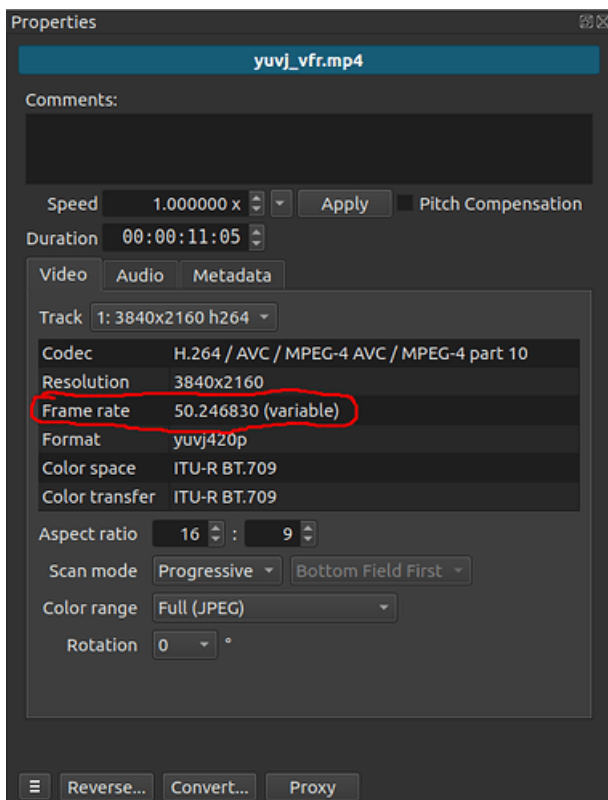 Properties
yuvj_vfr.mp4
Comments:
Speed 1.000000 x Apply Pitch Compensation
Duration 00:00:11:05
Video Audio Metadata
Track 1: 3840x2160 h264
Codec H.264 / AVC / MPEG-4 AVC / MPEG-4 part 10
Resolution 3840x2160
Frame rate 50.246830 (variable)
Format yuvj420p
Color space ITU-R BT.709
Color transfer ITU-R BT.709
Aspect ratio 16 : 9
Scan mode Progressive Bottom Field First
Color range Full (JPEG)
Rotation 0 °
Reverse... Convert... Proxy